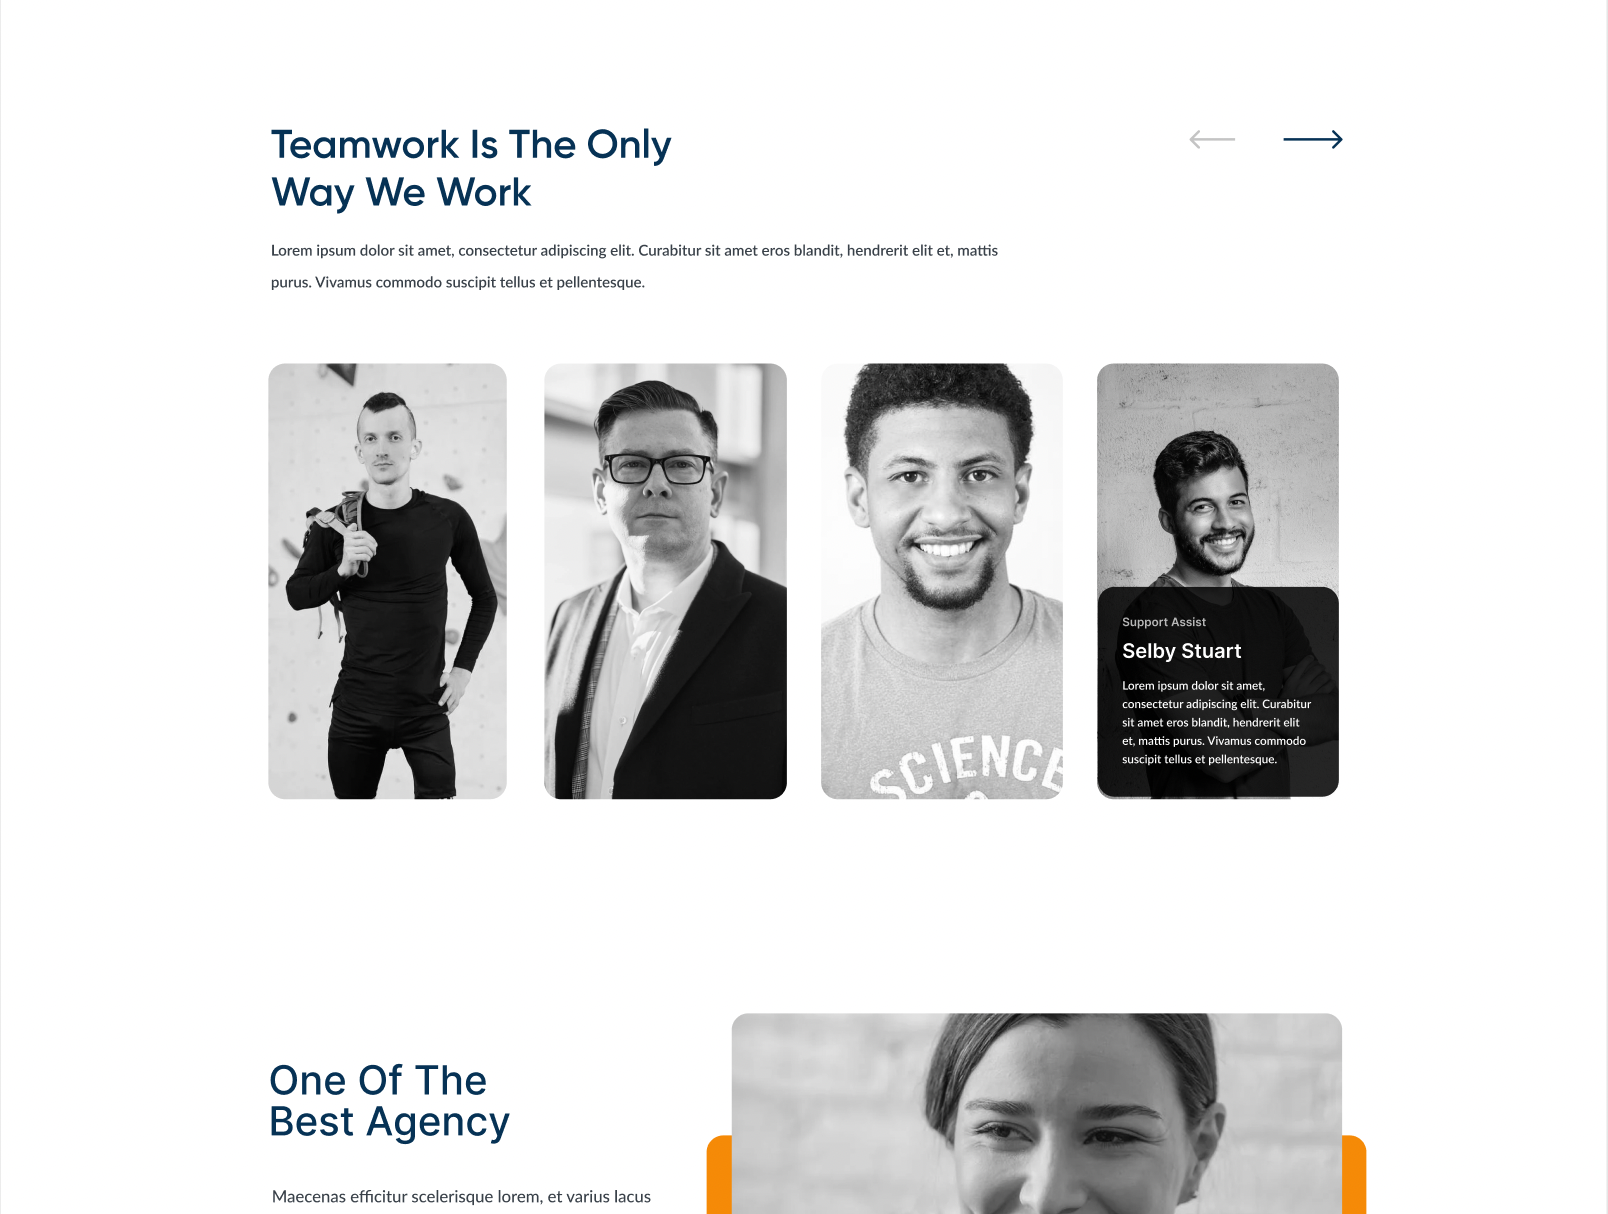 Teamwork Is The Only
Way We Work
Lorem ipsum dolor sit amet, consectetur adipiscing elit. Curabitur sit amet eros blandit, hendrerit elit et, mattis
purus. Vivamus commodo suscipit tellus et pellentesque.
SCIENCE
Support Assist
Selby Stuart
Lorem ipsum dolor sit amet,
consectetur adipiscing elit. Curabitur
sit amet eros blandit, hendrerit elit
et, mattis purus. Vivamus commodo
suscipit tellus et pellentesque.
One Of The
Best Agency
Maecenas efficitur scelerisque lorem, et varius lacus